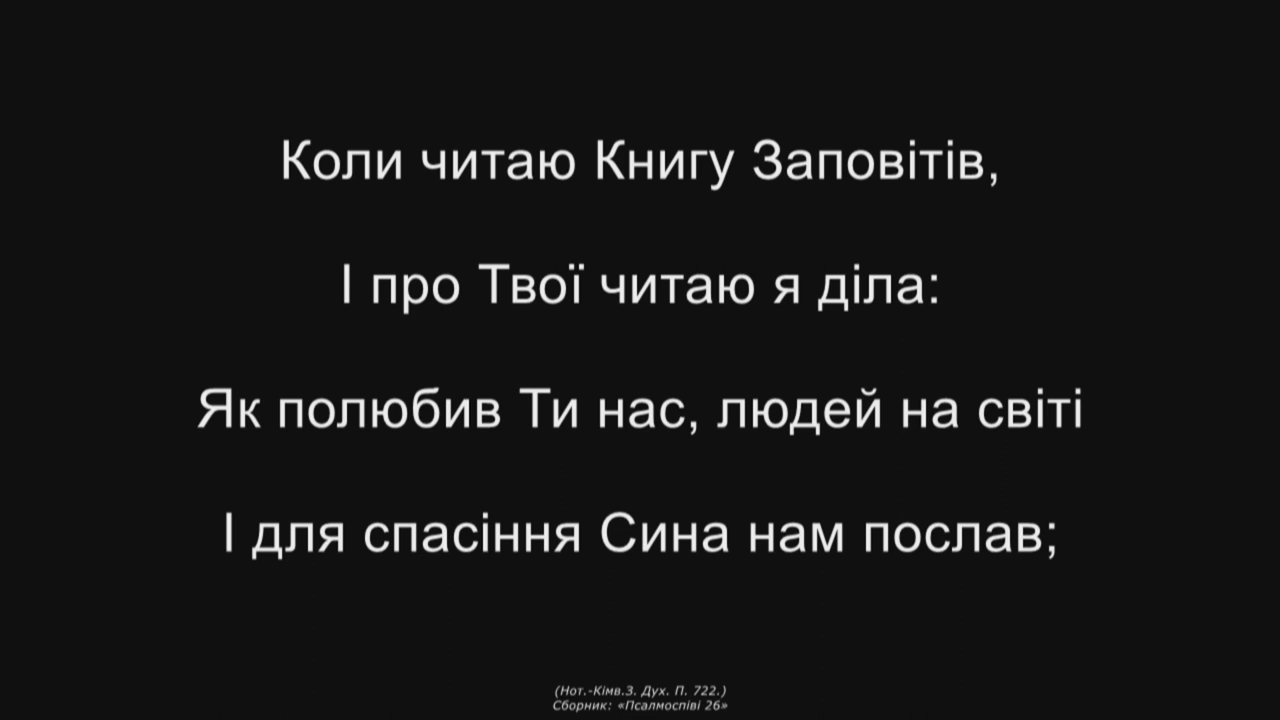 Коли читаю Книгу Заповітів,
І про Твої читаю я діла:
Як полюбив Ти нас, людей на світі
І для спасіння Сина нам послав;
(Нот.-Кімв.3. Дух. П. 722.)
Сборник: «Псалмоспіві 26»